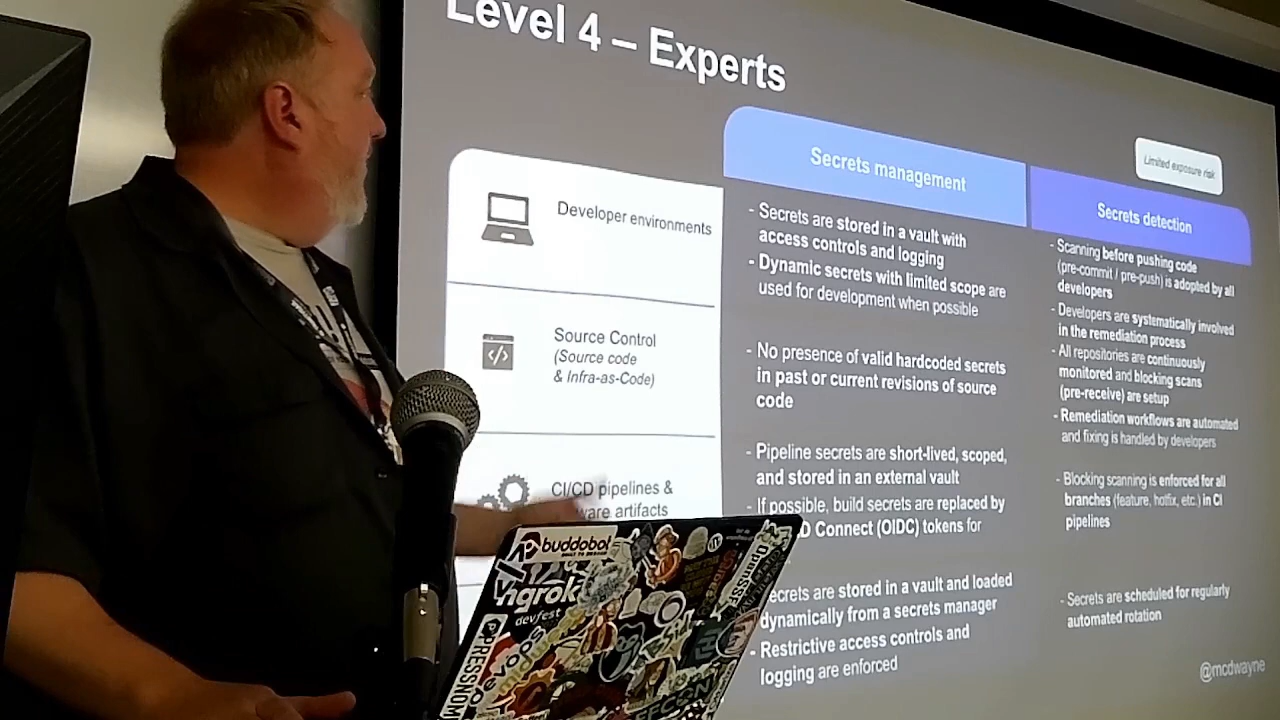 Level 4 – Experts
Limited exposure risk
Secrets management
Secrets detection
Developer environments
- Secrets are stored in a vault with
access controls and logging
- Dynamic secrets with limited scope are
used for development when possible
- Scanning before pushing code
(pre-commit / pre-push) is adopted by all
developers
- Developers are systematically involved
in the remediation process
Source Control
(Source code
& Infra-as-Code)
- No presence of valid hardcoded secrets
in past or current revisions of source
code
- All repositories are continuously
monitored and blocking scans
(pre-receive) are setup
- Remediation workflows are automated
and fixing is handled by developers
CI/CD pipelines &
ware artifacts
- Pipeline secrets are short-lived, scoped,
and stored in an external vault
- If possible, build secrets are replaced by
D Connect (OIDC) tokens for
- Blocking scanning is enforced for all
branches (feature, hotfix, etc.) in CI
pipelines
ecrets are stored in a vault and loaded
dynamically from a secrets manager
- Restrictive access controls and
logging are enforced
- Secrets are scheduled for regularly
automated rotation
@mcdwayne
buddobot
ngrok
devfest
OpenSSF